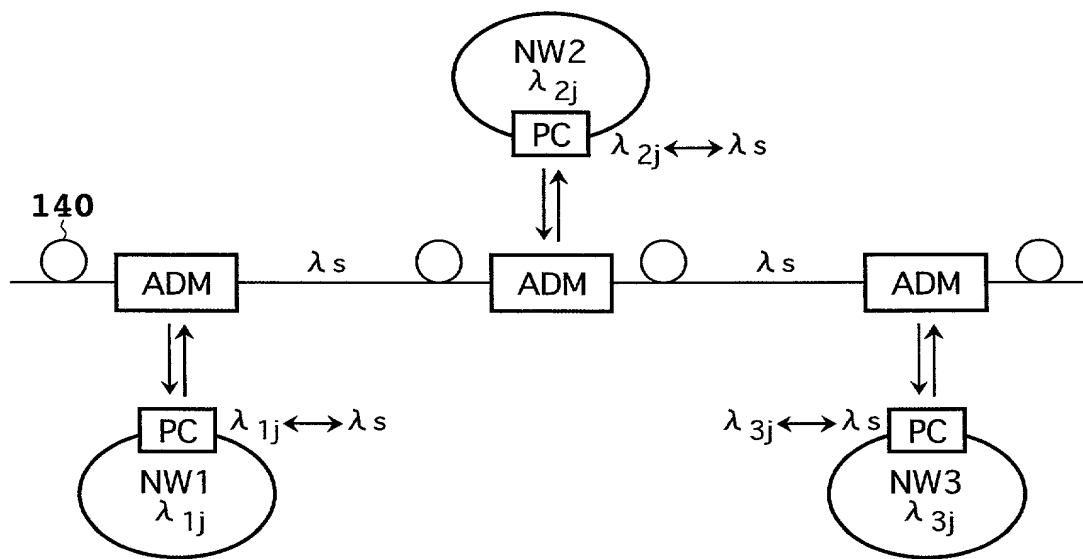 NW2
λ 2j
PC
λ 2j ↔ λ s
140
ADM
λ s
ADM
λ s
ADM
PC
λ 1j ↔ λ s
NW1
λ 1j
λ 3j ↔ λ s
PC
NW3
λ 3j